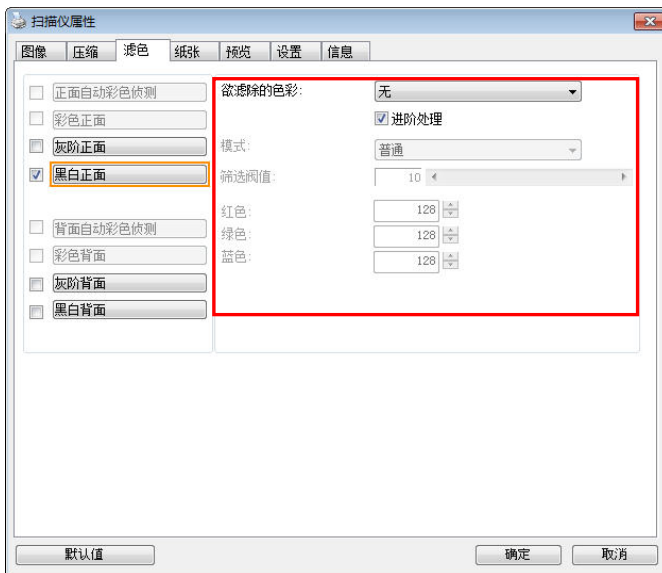 扫描仪属性
图像 压缩 滤色 纸张 预览 设置 信息
正面自动彩色侦测
彩色正面
灰阶正面
黑白正面
背面自动彩色侦测
彩色背面
灰阶背面
黑白背面
欲滤除的色彩: 无
进阶处理
模式: 普通
筛选阀值: 10
红色: 128
绿色: 128
蓝色: 128
默认值 确定 取消